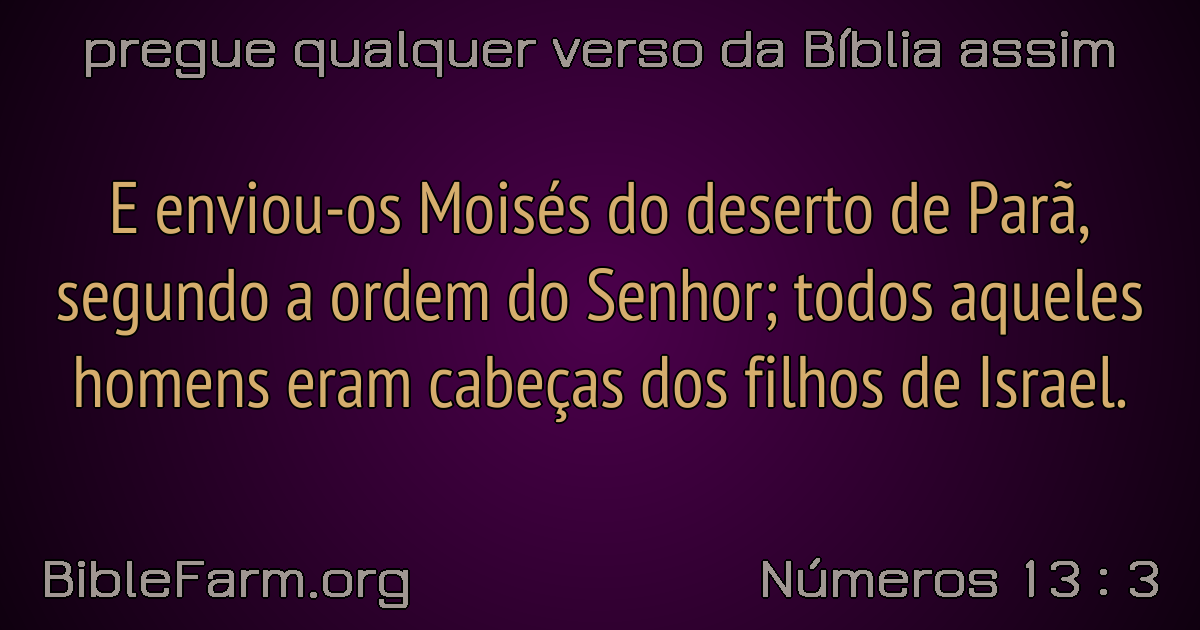 pregue qualquer verso da Bíblia assim
E enviou-os Moisés do deserto de Parã,
segundo a ordem do Senhor; todos aqueles
homens eram cabeças dos filhos de Israel.
BibleFarm.org
Números 13 : 3